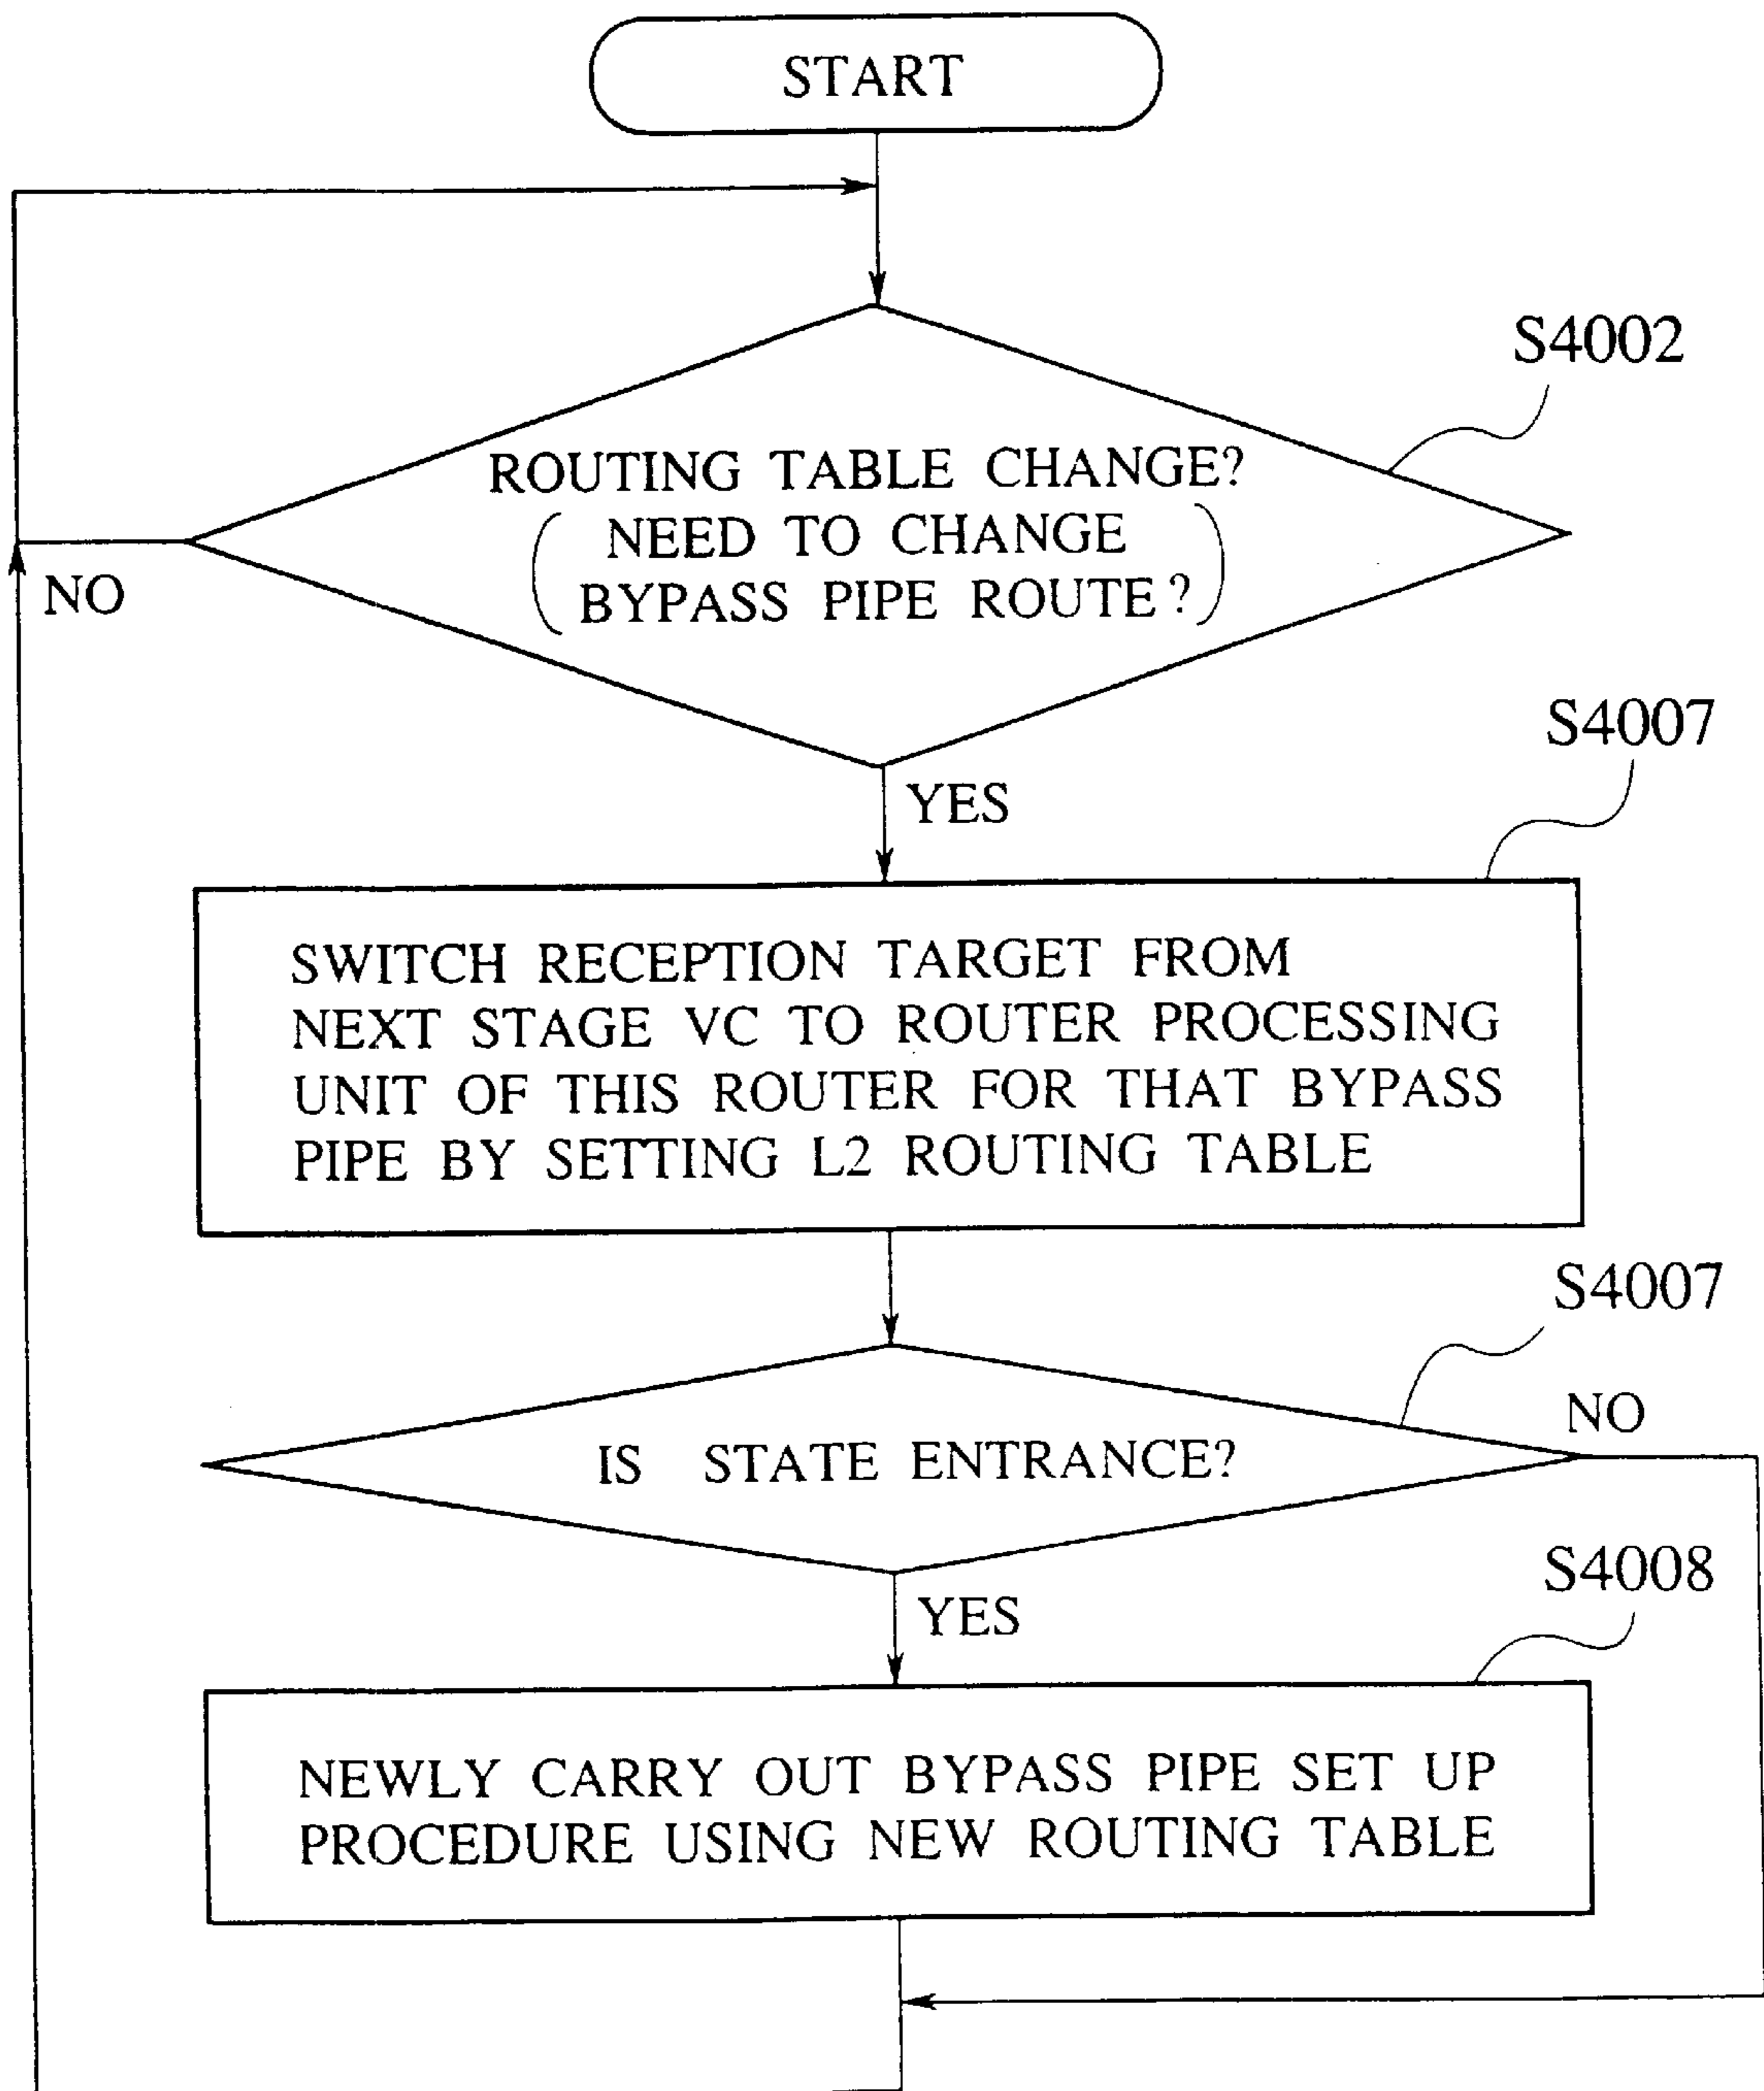 START
S4002
ROUTING TABLE CHANGE?
( NEED TO CHANGE
BYPASS PIPE ROUTE? )
NO
S4007
YES
SWITCH RECEPTION TARGET FROM
NEXT STAGE VC TO ROUTER PROCESSING
UNIT OF THIS ROUTER FOR THAT BYPASS
PIPE BY SETTING L2 ROUTING TABLE
S4007
NO
IS STATE ENTRANCE?
S4008
YES
NEWLY CARRY OUT BYPASS PIPE SET UP
PROCEDURE USING NEW ROUTING TABLE